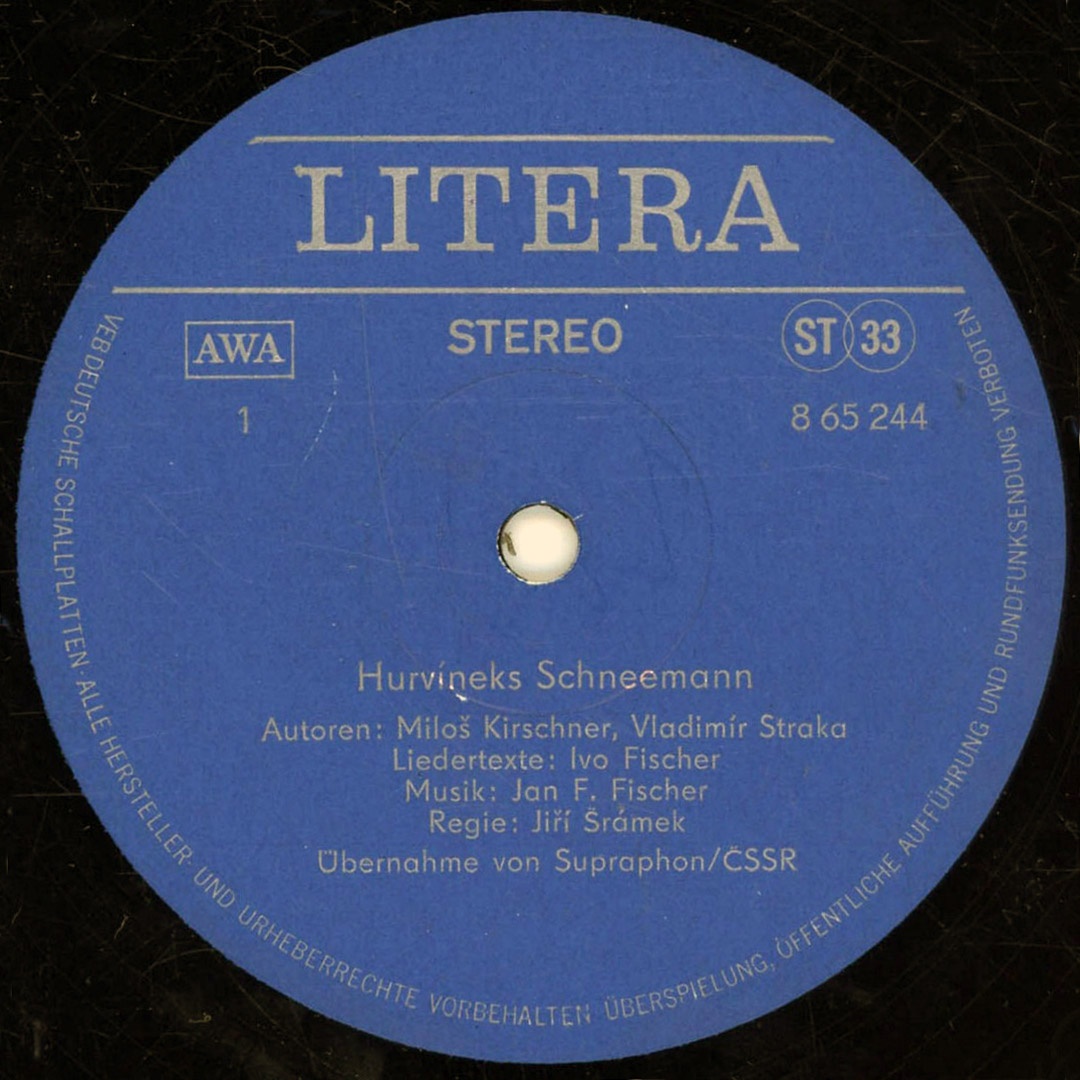 LITERA
AWA
STEREO
ST 33
1
8 65 244
Hurvíneks Schneemann
Autoren: Miloš Kirschner, Vladimír Straka
Liedertexte: Ivo Fischer
Musik: Jan F. Fischer
Regie: Jiří Šrámek
Übernahme von Supraphon/ČSSR
VEB DEUTSCHE SCHALLPLATTEN · ALLE HERSTELLER- UND URHEBERRECHTE VORBEHALTEN ÜBERSPIELUNG, ÖFFENTLICHE AUFFÜHRUNG UND RUNDFUNKSENDUNG VERBOTEN